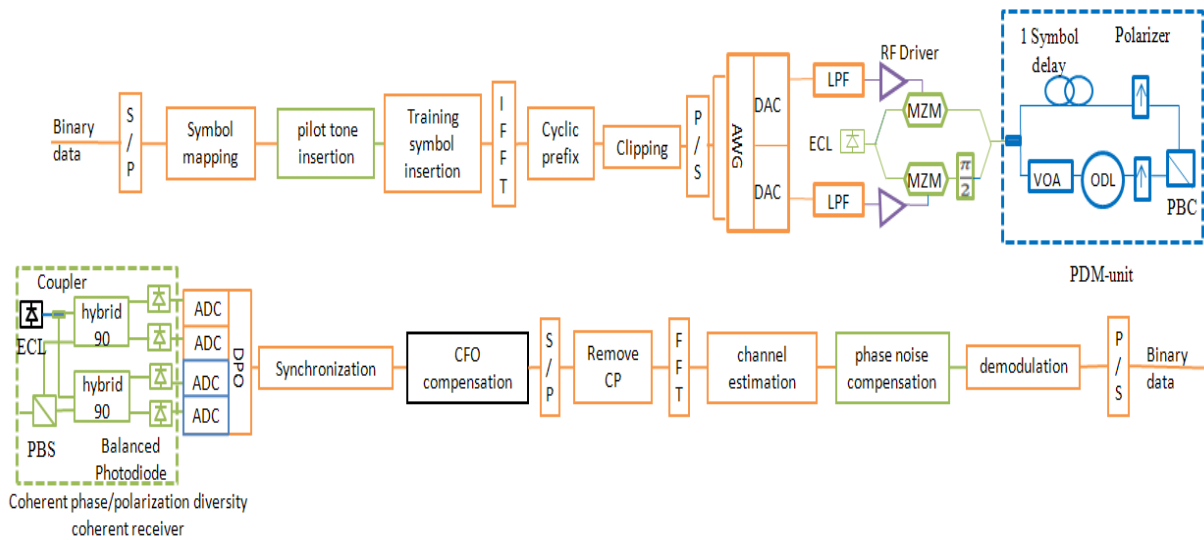 Binary
data
S
/
P
Symbol
mapping
pilot tone
insertion
Training
symbol
insertion
I
F
F
T
Cyclic
prefix
Clipping
P
/
S
AWG
DAC
DAC
LPF
LPF
RF Driver
ECL
MZM
MZM
π
2
1 Symbol
delay
Polarizer
VOA
ODL
PBC
PDM-unit
Coupler
ECL
hybrid
90
hybrid
90
PBS
Balanced
Photodiode
Coherent phase/polarization diversity
coherent receiver
ADC
ADC
ADC
ADC
DPO
Synchronization
CFO
compensation
S
/
P
Remove
CP
F
F
T
channel
estimation
phase noise
compensation
demodulation
P
/
S
Binary
data